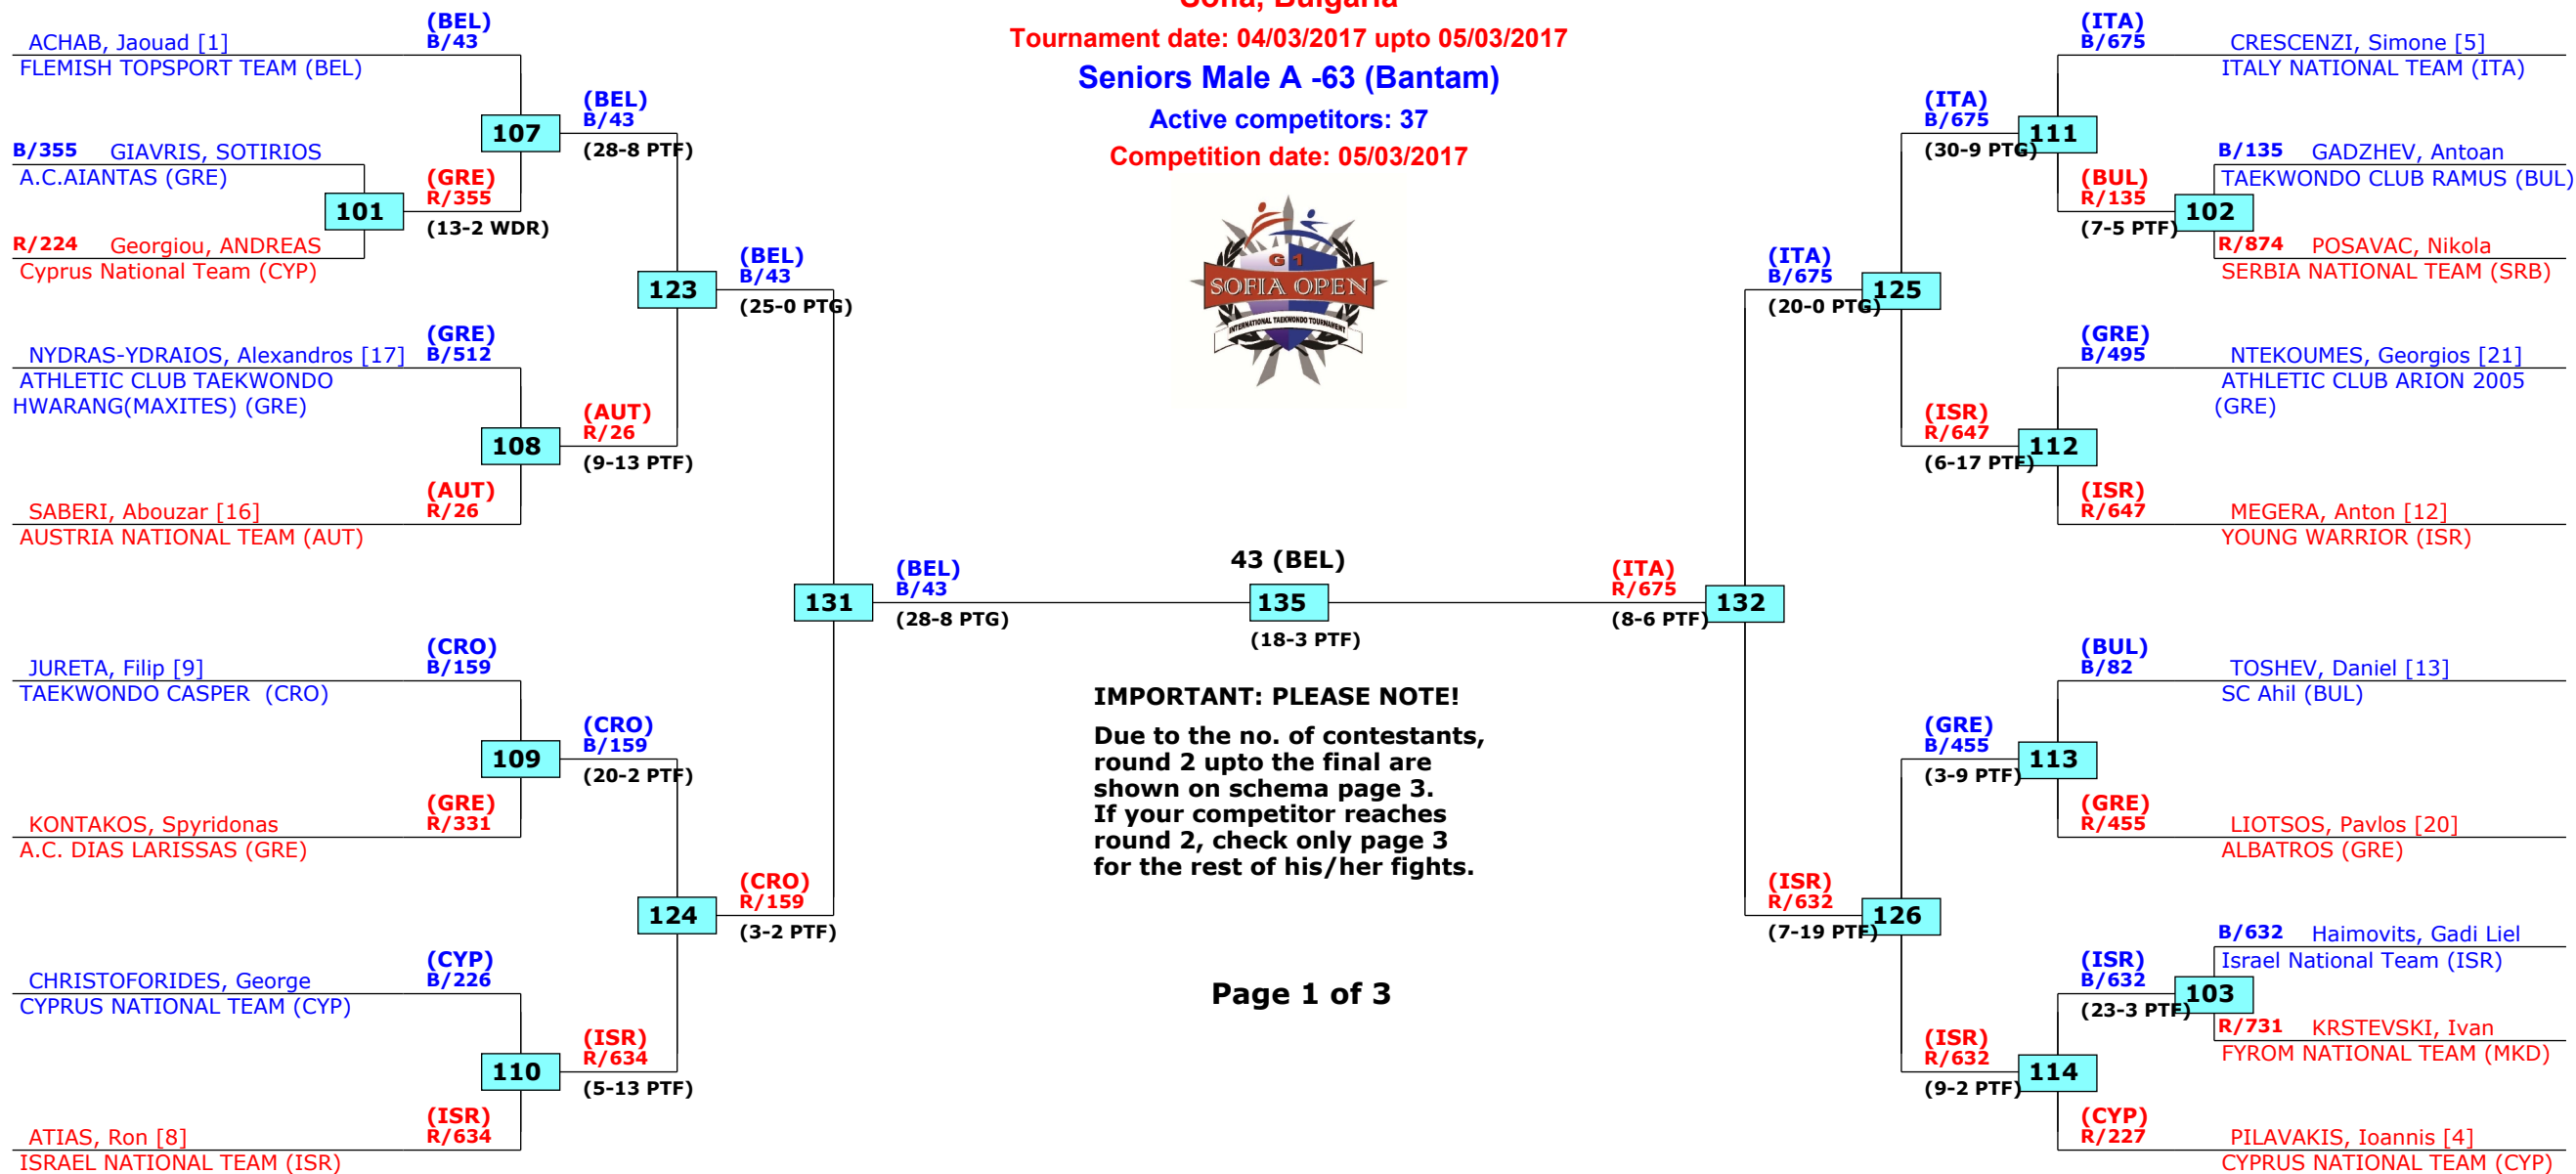 Sofia, Bulgaria
Tournament date: 04/03/2017 upto 05/03/2017
Seniors Male A -63 (Bantam)
Active competitors: 37
Competition date: 05/03/2017
G 1
SOFIA OPEN
INTERNATIONAL TAEKWONDO TOURNAMENT
ACHAB, Jaouad [1]
FLEMISH TOPSPORT TEAM (BEL)
(BEL)
B/43
107
B/355 GIAVRIS, SOTIRIOS
A.C.AIANTAS (GRE)
101
R/224 Georgiou, ANDREAS
Cyprus National Team (CYP)
(GRE)
R/355
(13-2 WDR)
(BEL)
B/43
(28-8 PTF)
123
NYDRAS-YDRAIOS, Alexandros [17]
ATHLETIC CLUB TAEKWONDO
HWARANG(MAXITES) (GRE)
(GRE)
B/512
108
SABERI, Abouzar [16]
AUSTRIA NATIONAL TEAM (AUT)
(AUT)
R/26
(AUT)
R/26
(9-13 PTF)
(BEL)
B/43
(25-0 PTG)
131
JURETA, Filip [9]
TAEKWONDO CASPER (CRO)
(CRO)
B/159
109
KONTAKOS, Spyridonas
A.C. DIAS LARISSAS (GRE)
(GRE)
R/331
(CRO)
B/159
(20-2 PTF)
124
CHRISTOFORIDES, George
CYPRUS NATIONAL TEAM (CYP)
(CYP)
B/226
110
ATIAS, Ron [8]
ISRAEL NATIONAL TEAM (ISR)
(ISR)
R/634
(ISR)
R/634
(5-13 PTF)
(CRO)
R/159
(3-2 PTF)
(BEL)
B/43
(28-8 PTG)
43 (BEL)
135
(18-3 PTF)
(ITA)
R/675
(8-6 PTF)
132
IMPORTANT: PLEASE NOTE!
Due to the no. of contestants,
round 2 upto the final are
shown on schema page 3.
If your competitor reaches
round 2, check only page 3
for the rest of his/her fights.
Page 1 of 3
(ITA)
B/675
CRESCENZI, Simone [5]
ITALY NATIONAL TEAM (ITA)
111
(ITA)
B/675
(30-9 PTG)
B/135 GADZHEV, Antoan
TAEKWONDO CLUB RAMUS (BUL)
(BUL)
R/135
(7-5 PTF)
102
R/874 POSAVAC, Nikola
SERBIA NATIONAL TEAM (SRB)
(ITA)
B/675
(20-0 PTG)
125
(GRE)
B/495
NTEKOUMES, Georgios [21]
ATHLETIC CLUB ARION 2005
(GRE)
(ISR)
R/647
(6-17 PTF)
112
(ISR)
R/647
MEGERA, Anton [12]
YOUNG WARRIOR (ISR)
(BUL)
B/82
TOSHEV, Daniel [13]
SC Ahil (BUL)
(GRE)
B/455
(3-9 PTF)
113
(GRE)
R/455
LIOTSOS, Pavlos [20]
ALBATROS (GRE)
(ISR)
R/632
(7-19 PTF)
126
B/632 Haimovits, Gadi Liel
Israel National Team (ISR)
(ISR)
B/632
(23-3 PTF)
103
R/731 KRSTEVSKI, Ivan
FYROM NATIONAL TEAM (MKD)
(ISR)
R/632
(9-2 PTF)
114
(CYP)
R/227
PILAVAKIS, Ioannis [4]
CYPRUS NATIONAL TEAM (CYP)